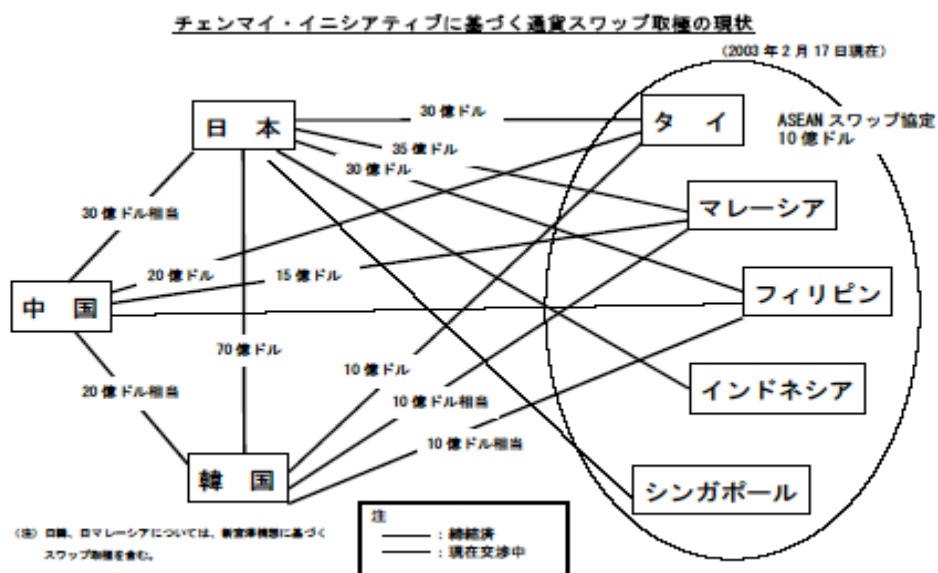 チェンマイ・イニシアティブに基づく通貨スワップ取極の現状
（2003年2月17日現在）
30億ドル
日 本
タ イ
ASEANスワップ協定
10億ドル
35億ドル
30億ドル
マレーシア
30億ドル相当
20億ドル
15億ドル
フィリピン
中 国
70億ドル
10億ドル
20億ドル相当
インドネシア
10億ドル相当
10億ドル相当
韓 国
シンガポール
（注）日韓、日マレーシアについては、新宮澤構想に基づく
スワップ取極を含む。
注
：締結済
：現在交渉中